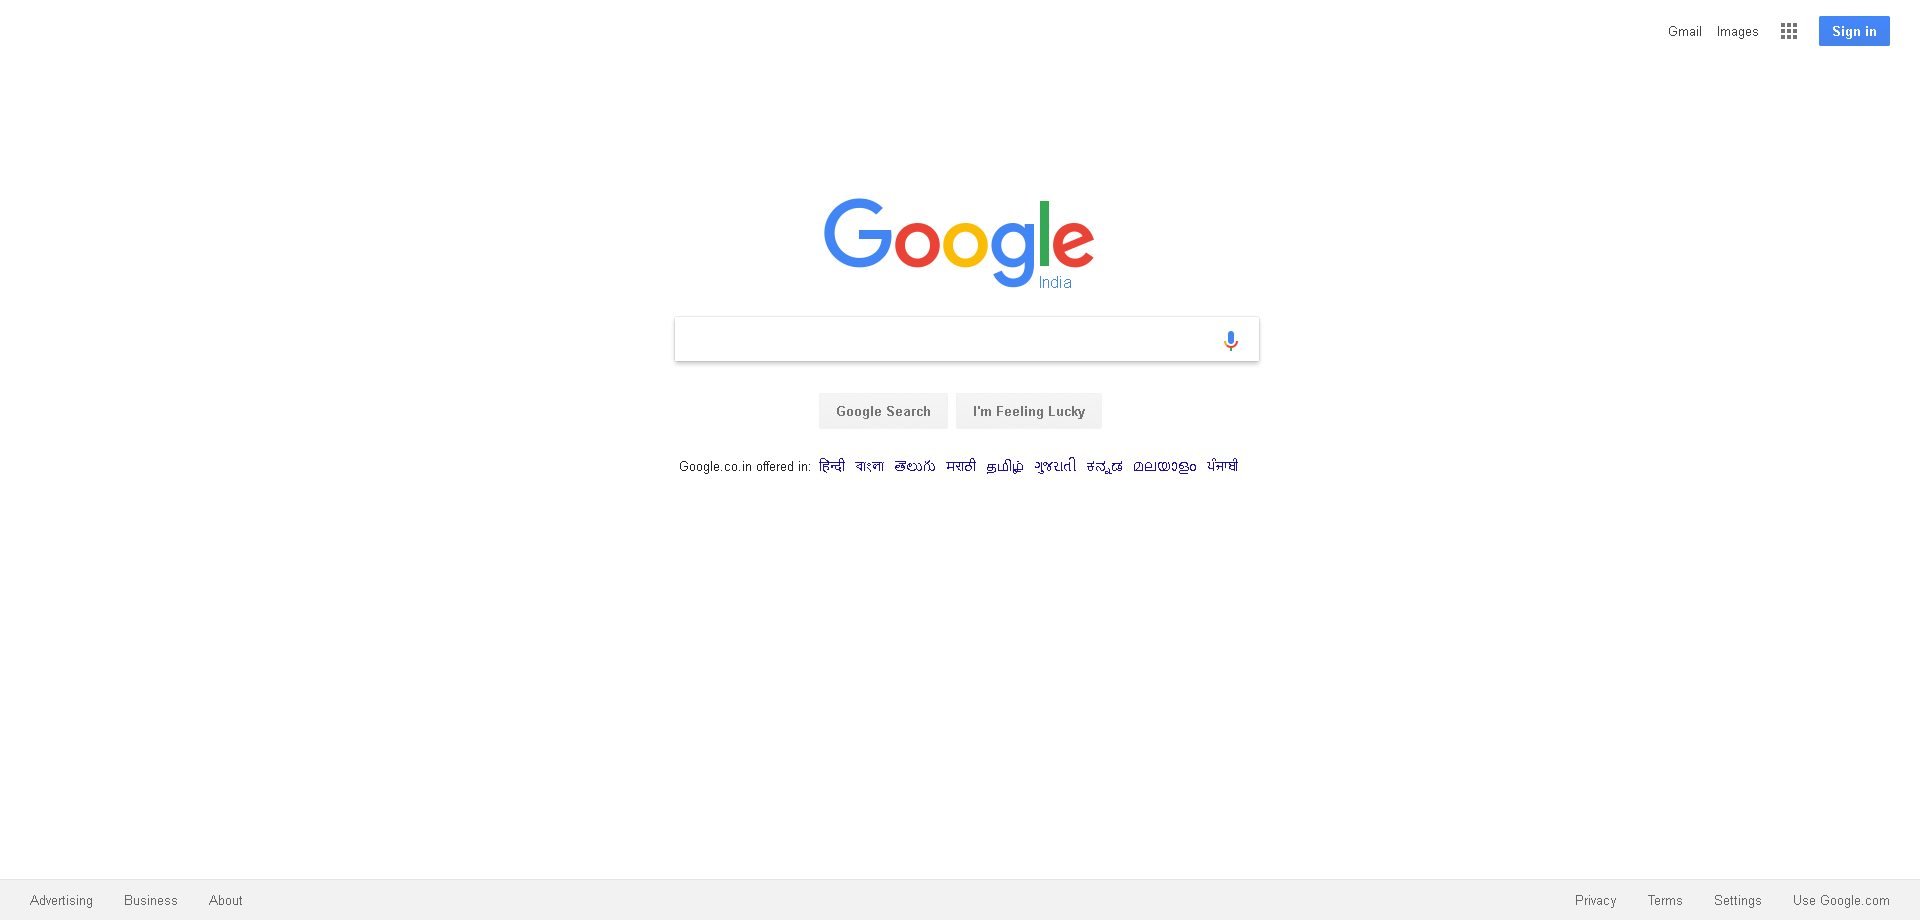 Gmail Images Sign in
Google
India
Google Search I'm Feeling Lucky
Google.co.in offered in: हिन्दी বাংলা తెలుగు मराठी தமிழ் ગુજરાતી ಕನ್ನಡ മലയാളം ਪੰਜਾਬੀ
Advertising Business About Privacy Terms Settings Use Google.com